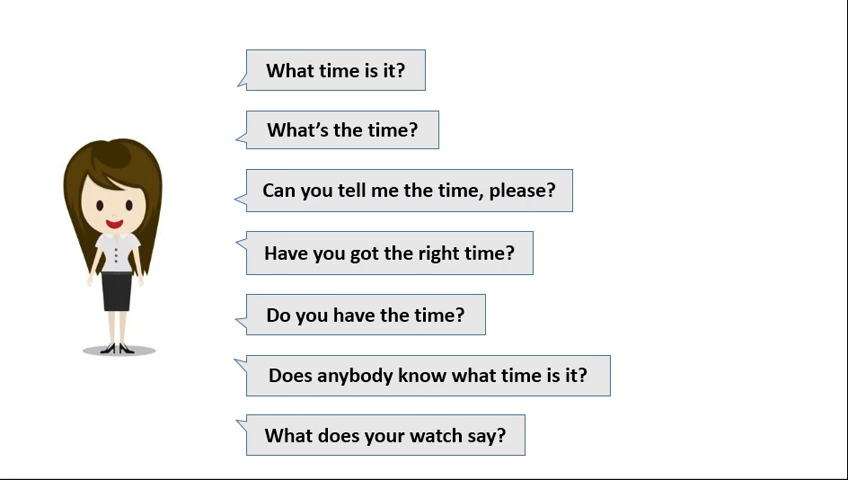 What time is it?
What’s the time?
Can you tell me the time, please?
Have you got the right time?
Do you have the time?
Does anybody know what time is it?
What does your watch say?